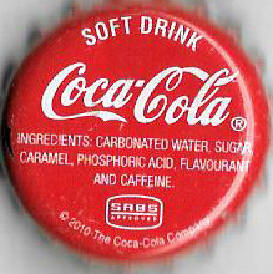 SOFT DRINK
Coca-Cola®
INGREDIENTS: CARBONATED WATER, SUGAR
CARAMEL, PHOSPHORIC ACID, FLAVOURANT
AND CAFFEINE.
SABS
APPROVED
© 2010 The Coca-Cola Company